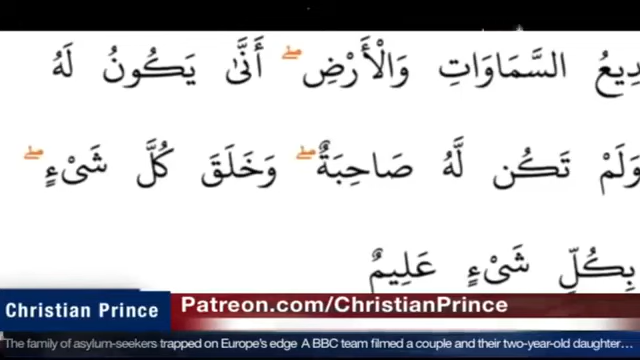 دِيعُ السَّمَاوَاتِ وَالْأَرْضِ ۖ أَنَّىٰ يَكُونُ لَهُ
وَلَمْ تَكُن لَّهُ صَاحِبَةٌ ۖ وَخَلَقَ كُلَّ شَيْءٍ ۖ
بِكُلِّ شَيْءٍ عَلِيمٌ
Christian Prince
Patreon.com/ChristianPrince
The family of asylum-seekers trapped on Europe's edge A BBC team filmed a couple and their two-year-old daughter…